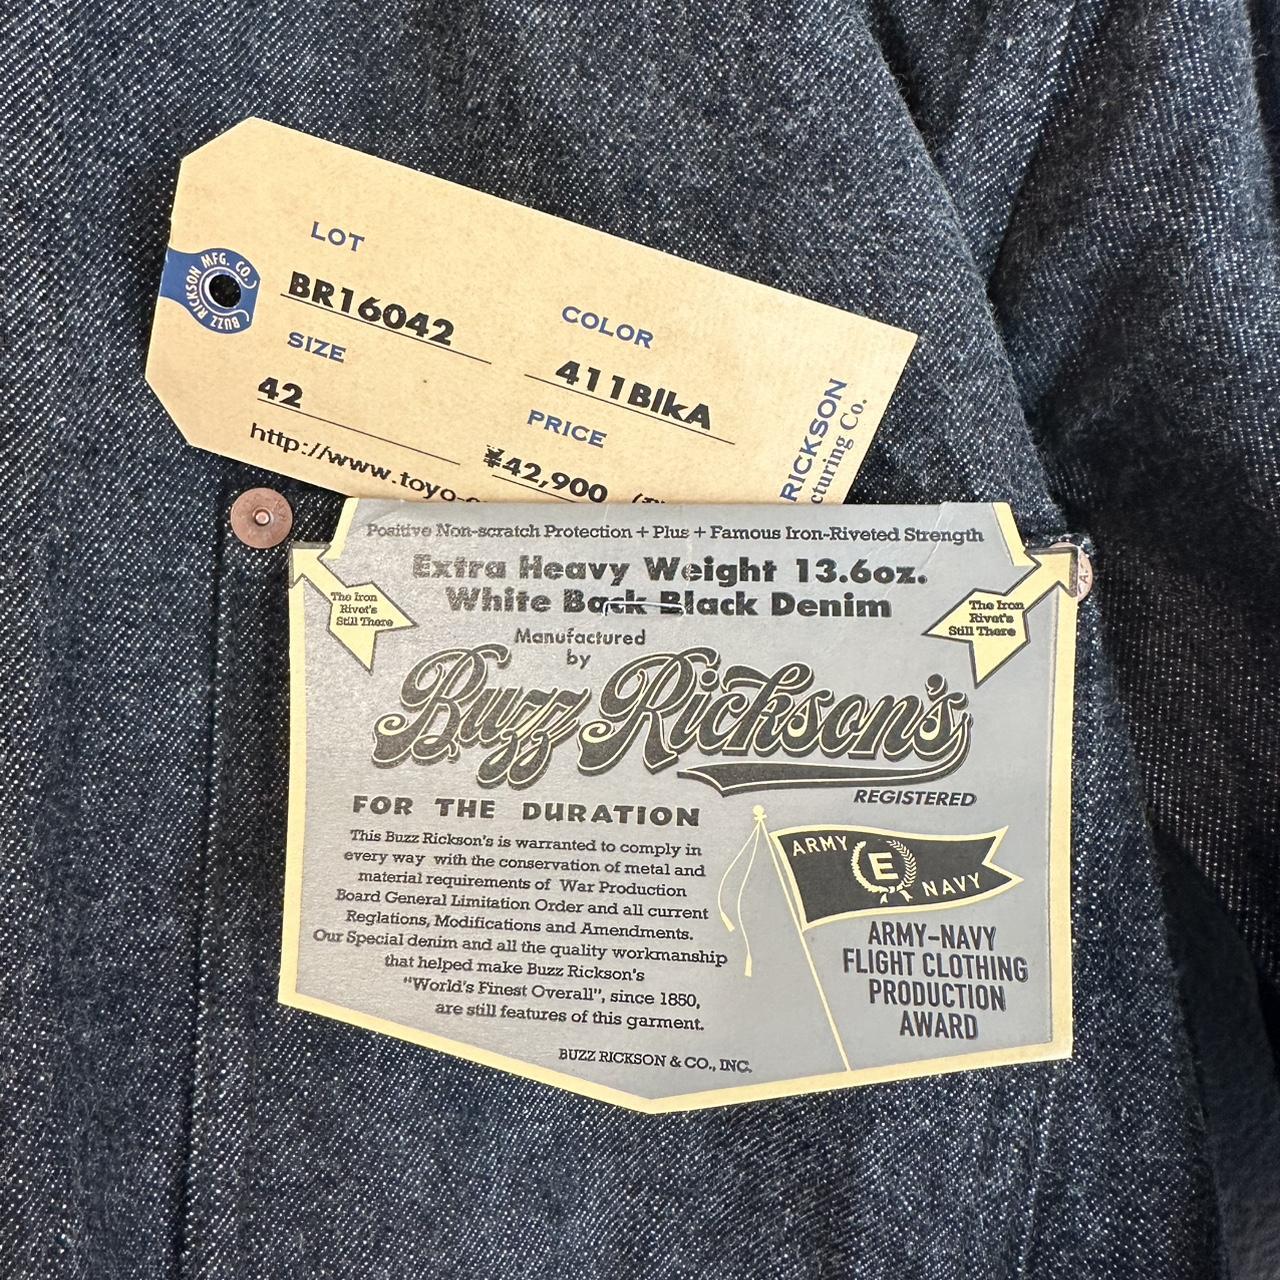 BUZZ RICKSON MFG. CO.
LOT
BR16042
COLOR
411BlkA
SIZE
42
PRICE
¥42,900
http://www.toyo-
RICKSON
cturing Co.
Positive Non-scratch Protection + Plus + Famous Iron-Riveted Strength
Extra Heavy Weight 13.6oz.
White Back Black Denim
The Iron
Rivet's
Still There
The Iron
Rivet's
Still There
Manufactured
by
Buzz Rickson's
REGISTERED
FOR THE DURATION
This Buzz Rickson's is warranted to comply in
every way with the conservation of metal and
material requirements of War Production
Board General Limitation Order and all current
Reglations, Modifications and Amendments.
Our Special denim and all the quality workmanship
that helped make Buzz Rickson's
"World's Finest Overall", since 1850,
are still features of this garment.
BUZZ RICKSON & CO., INC.
ARMY E NAVY
ARMY-NAVY
FLIGHT CLOTHING
PRODUCTION
AWARD